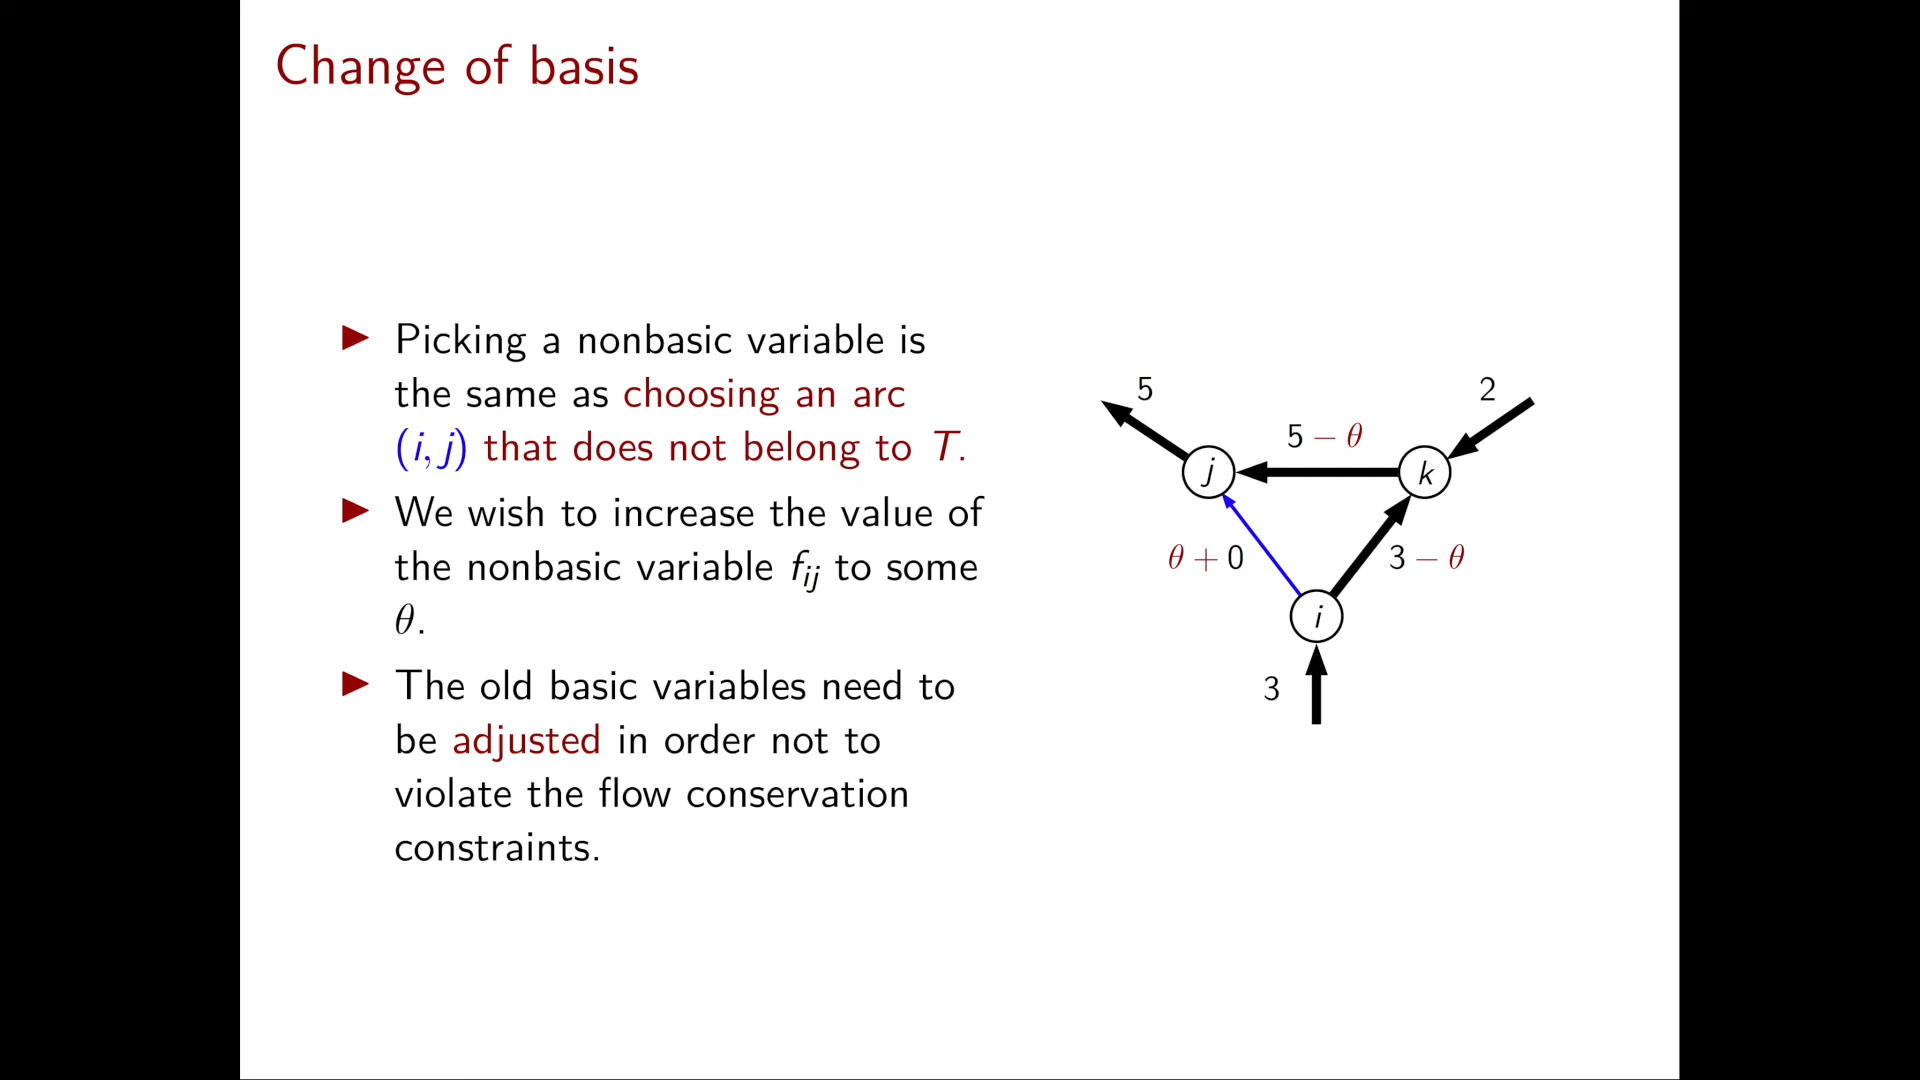 Change of basis
▶ Picking a nonbasic variable is
the same as choosing an arc
(i, j) that does not belong to T.
▶ We wish to increase the value of
the nonbasic variable fij to some
θ.
▶ The old basic variables need to
be adjusted in order not to
violate the flow conservation
constraints.
5
2
5 − θ
j
k
θ + 0
3 − θ
i
3